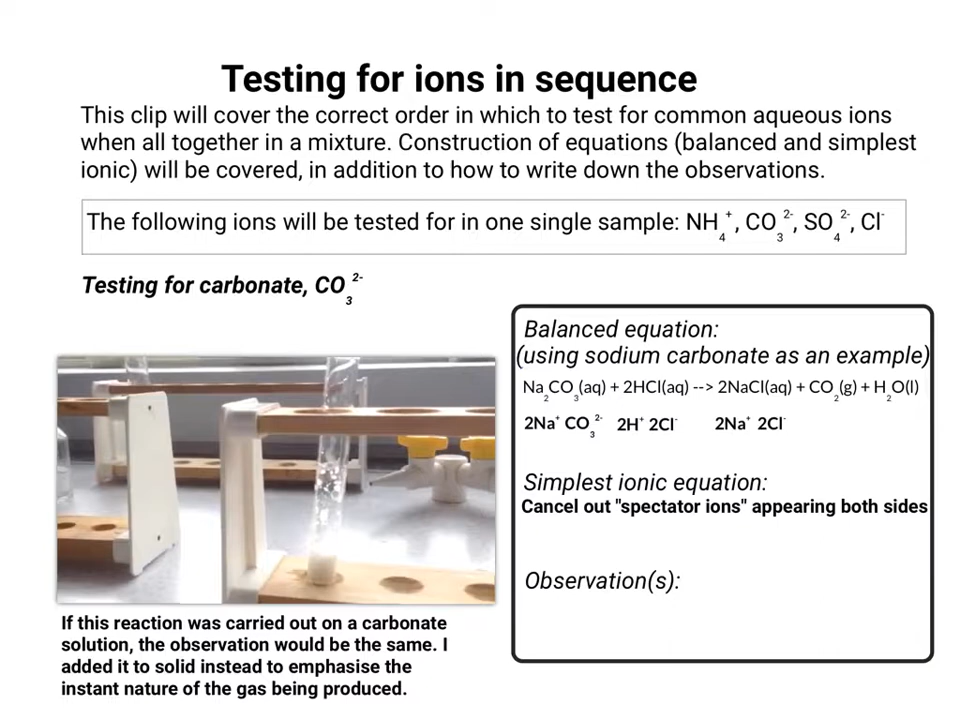 Testing for ions in sequence
This clip will cover the correct order in which to test for common aqueous ions
when all together in a mixture. Construction of equations (balanced and simplest
ionic) will be covered, in addition to how to write down the observations.
The following ions will be tested for in one single sample: NH₄⁺, CO₃²⁻, SO₄²⁻, Cl⁻
Testing for carbonate, CO₃²⁻
Balanced equation:
(using sodium carbonate as an example)
Na₂CO₃(aq) + 2HCl(aq) --> 2NaCl(aq) + CO₂(g) + H₂O(l)
2Na⁺ CO₃²⁻ 2H⁺ 2Cl⁻ 2Na⁺ 2Cl⁻
Simplest ionic equation:
Cancel out "spectator ions" appearing both sides
Observation(s):
If this reaction was carried out on a carbonate
solution, the observation would be the same. I
added it to solid instead to emphasise the
instant nature of the gas being produced.